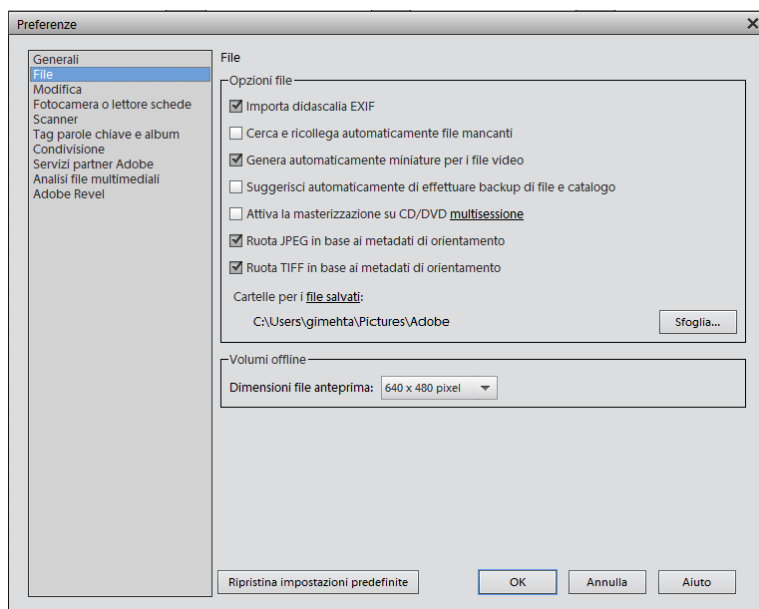 Preferenze
Generali
File
Modifica
Fotocamera o lettore schede
Scanner
Tag parole chiave e album
Condivisione
Servizi partner Adobe
Analisi file multimediali
Adobe Revel
File
Opzioni file
Importa didascalia EXIF
Cerca e ricollega automaticamente file mancanti
Genera automaticamente miniature per i file video
Suggerisci automaticamente di effettuare backup di file e catalogo
Attiva la masterizzazione su CD/DVD multisessione
Ruota JPEG in base ai metadati di orientamento
Ruota TIFF in base ai metadati di orientamento
Cartelle per i file salvati:
C:\Users\gimehta\Pictures\Adobe
Sfoglia...
Volumi offline
Dimensioni file anteprima: 640 x 480 pixel
Ripristina impostazioni predefinite
OK
Annulla
Aiuto